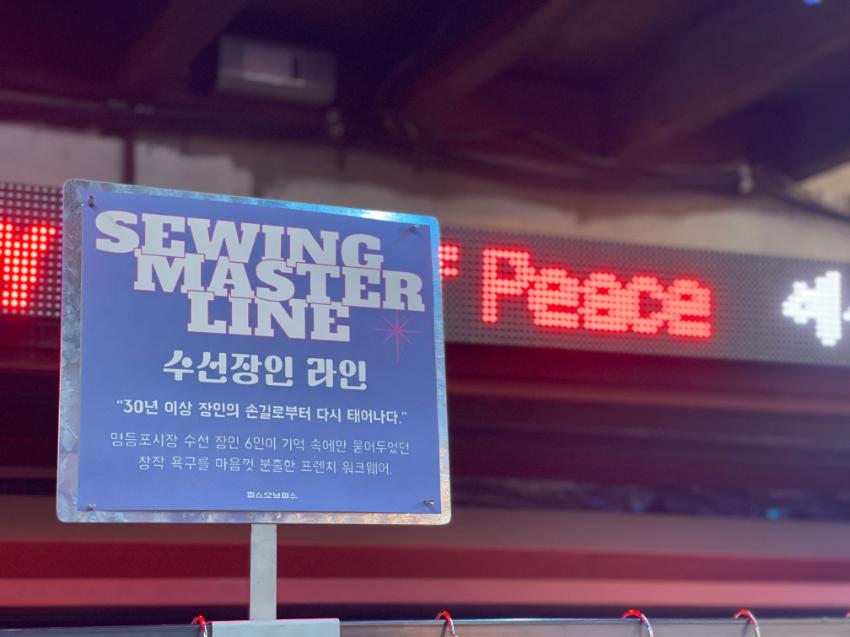 SEWING
MASTER
LINE
수선장인 라인
“30년 이상 장인의 손길로부터 다시 태어나다.”
영등포시장 수선 장인 6인이 기억 속에만 묻어두었던
창작 욕구를 마음껏 분출한 프렌치 워크웨어.
피스오브피스
Peace